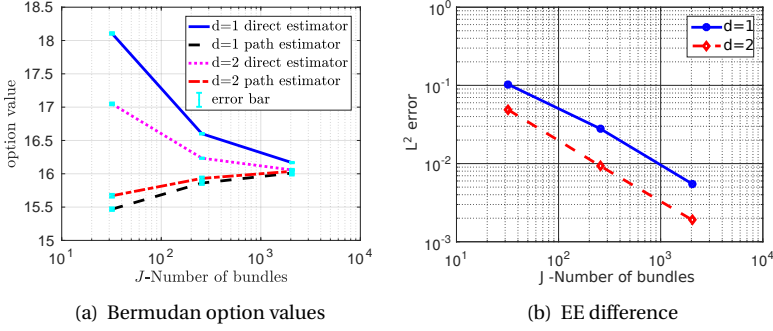 18.5
18
17.5
17
16.5
16
15.5
15
10^1
10^2
10^3
10^4
option value
J-Number of bundles
d=1 direct estimator
d=1 path estimator
d=2 direct estimator
d=2 path estimator
error bar
(a) Bermudan option values
10^0
10^-1
10^-2
10^-3
10^1
10^2
10^3
10^4
L^2 error
J -Number of bundles
d=1
d=2
(b) EE difference